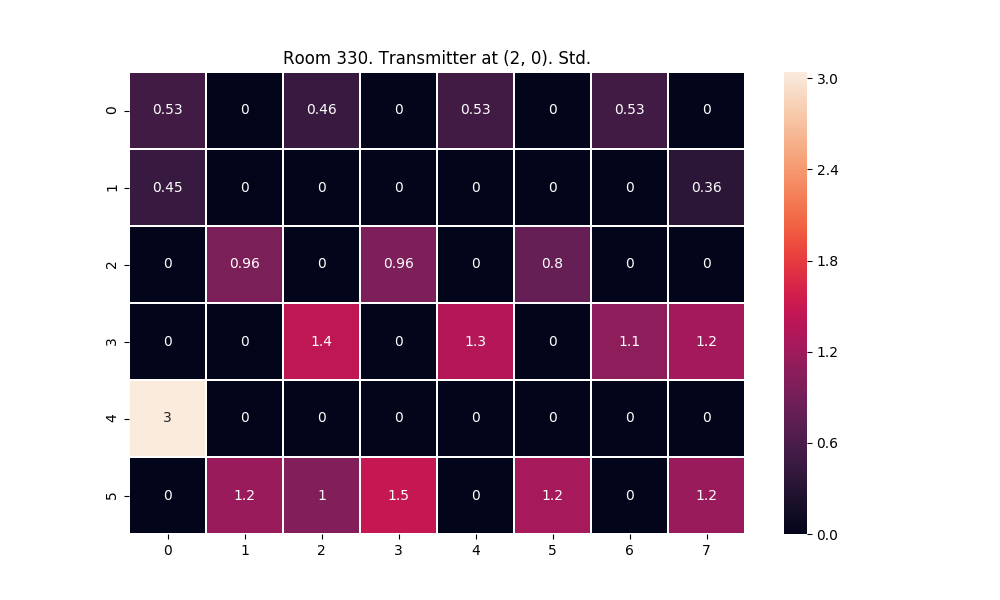 Room 330. Transmitter at (2, 0). Std.
0 0.53 0 0.46 0 0.53 0 0.53 0
1 0.45 0 0 0 0 0 0 0.36
2 0 0.96 0 0.96 0 0.8 0 0
3 0 0 1.4 0 1.3 0 1.1 1.2
4 3 0 0 0 0 0 0 0
5 0 1.2 1 1.5 0 1.2 0 1.2
0 1 2 3 4 5 6 7
3.0
2.4
1.8
1.2
0.6
0.0